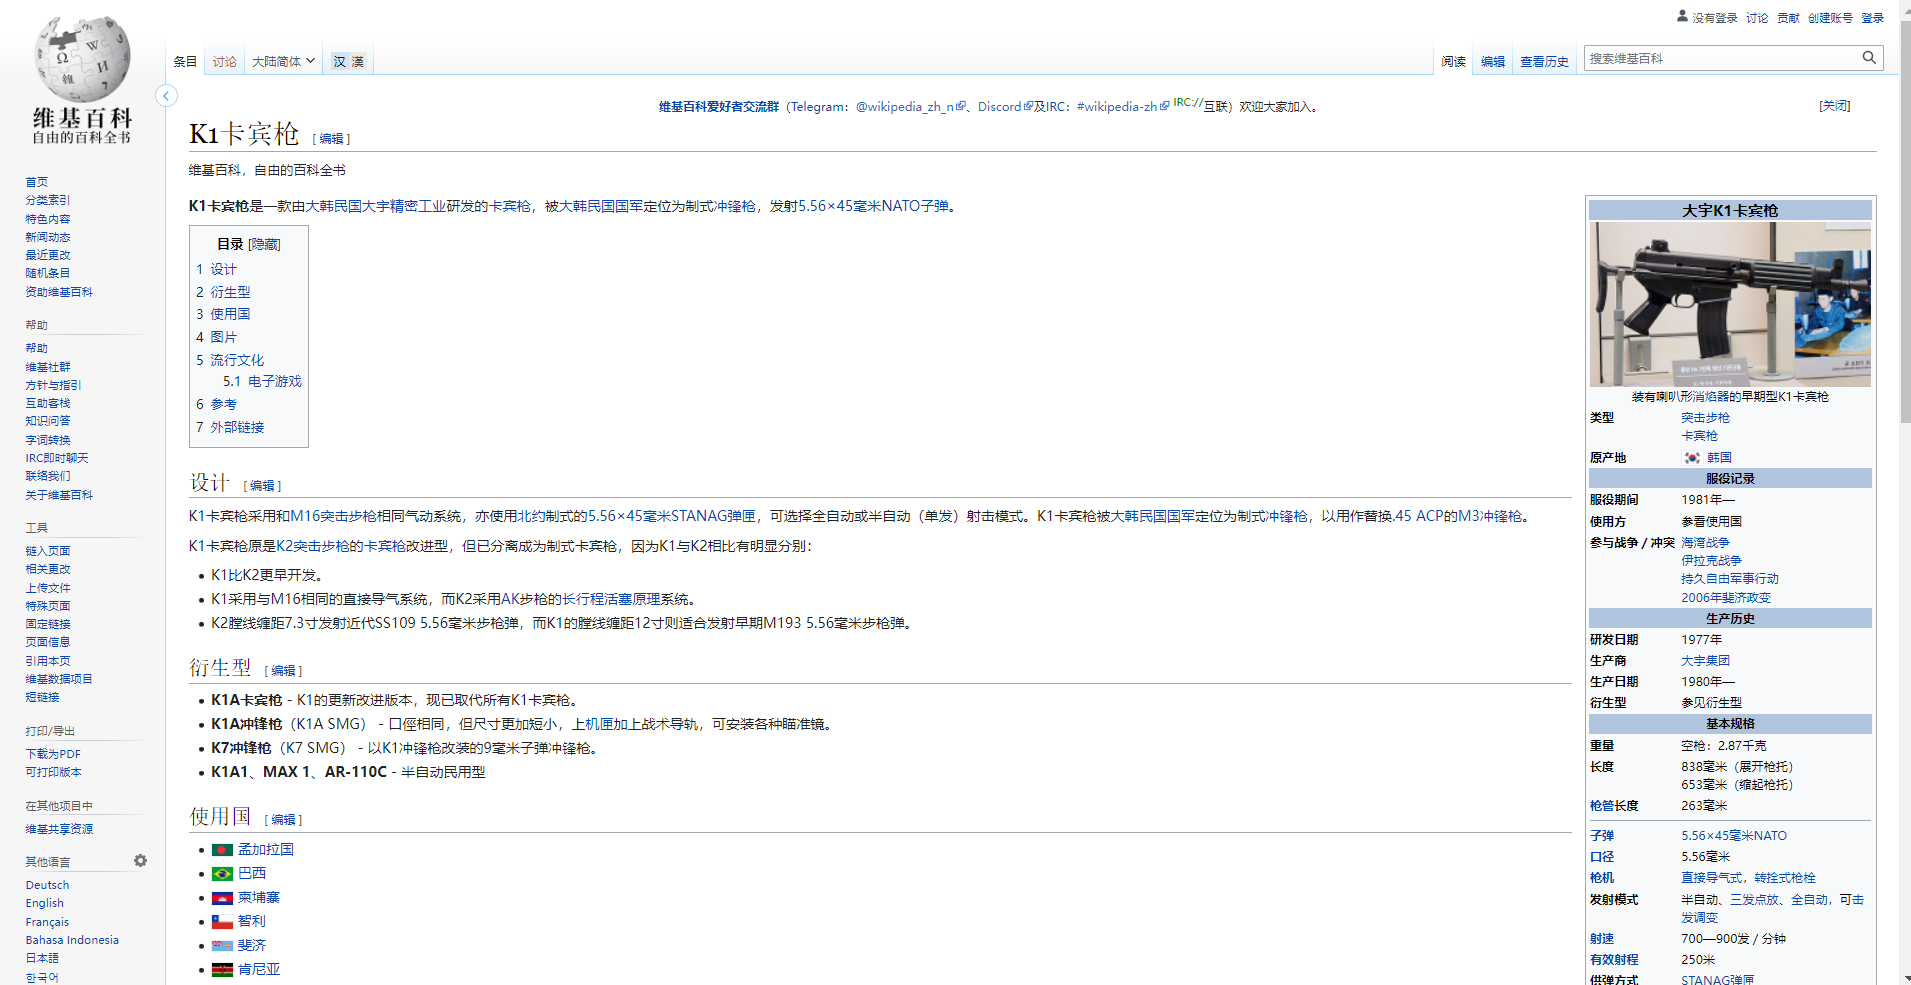 没有登录 讨论 贡献 创建账号 登录
条目 讨论 大陆简体 汉 漢 阅读 编辑 查看历史 搜索维基百科
维基百科
自由的百科全书
维基百科爱好者交流群（Telegram：@wikipedia_zh_n、Discord及IRC：#wikipedia-zh IRC://互联）欢迎大家加入。 [关闭]
K1卡宾枪 [ 编辑 ]
维基百科，自由的百科全书
首页
分类索引
特色内容
新闻动态
最近更改
随机条目
资助维基百科
帮助
帮助
维基社群
方针与指引
互助客栈
知识问答
字词转换
IRC即时聊天
联络我们
关于维基百科
工具
链入页面
相关更改
上传文件
特殊页面
固定链接
页面信息
引用本页
维基数据项目
短链接
打印/导出
下载为PDF
可打印版本
在其他项目中
维基共享资源
其他语言
Deutsch
English
Français
Bahasa Indonesia
日本語
한국어
K1卡宾枪是一款由大韩民国大宇精密工业研发的卡宾枪，被大韩民国国军定位为制式冲锋枪，发射5.56×45毫米NATO子弹。
目录 [隐藏]
1 设计
2 衍生型
3 使用国
4 图片
5 流行文化
5.1 电子游戏
6 参考
7 外部链接
设计 [ 编辑 ]
K1卡宾枪采用和M16突击步枪相同气动系统，亦使用北约制式的5.56×45毫米STANAG弹匣，可选择全自动或半自动（单发）射击模式。K1卡宾枪被大韩民国国军定位为制式冲锋枪，以用作替换.45 ACP的M3冲锋枪。
K1卡宾枪原是K2突击步枪的卡宾枪改进型，但已分离成为制式卡宾枪，因为K1与K2相比有明显分别：
• K1比K2更早开发。
• K1采用与M16相同的直接导气系统，而K2采用AK步枪的长行程活塞原理系统。
• K2膛线缠距7.3寸发射近代SS109 5.56毫米步枪弹，而K1的膛线缠距12寸则适合发射早期M193 5.56毫米步枪弹。
衍生型 [ 编辑 ]
• K1A卡宾枪 - K1的更新改进版本，现已取代所有K1卡宾枪。
• K1A冲锋枪（K1A SMG） - 口徑相同，但尺寸更加短小，上机匣加上战术导轨，可安装各种瞄准镜。
• K7冲锋枪（K7 SMG） - 以K1冲锋枪改装的9毫米子弹冲锋枪。
• K1A1、MAX 1、AR-110C - 半自动民用型
使用国 [ 编辑 ]
• 孟加拉国
• 巴西
• 柬埔寨
• 智利
• 斐济
• 肯尼亚
大宇K1卡宾枪
装有喇叭形消焰器的早期型K1卡宾枪
类型 突击步枪
卡宾枪
原产地 韩国
服役记录
服役期间 1981年—
使用方 参看使用国
参与战争 / 冲突 海湾战争
伊拉克战争
持久自由军事行动
2006年斐济政变
生产历史
研发日期 1977年
生产商 大宇集团
生产日期 1980年—
衍生型 参见衍生型
基本规格
重量 空枪：2.87千克
长度 838毫米（展开枪托）
653毫米（缩起枪托）
枪管长度 263毫米
子弹 5.56×45毫米NATO
口径 5.56毫米
枪机 直接导气式，转拴式枪栓
发射模式 半自动、三发点放、全自动，可击
发调变
射速 700—900发 / 分钟
有效射程 250米
供弹方式 STANAG弹匣